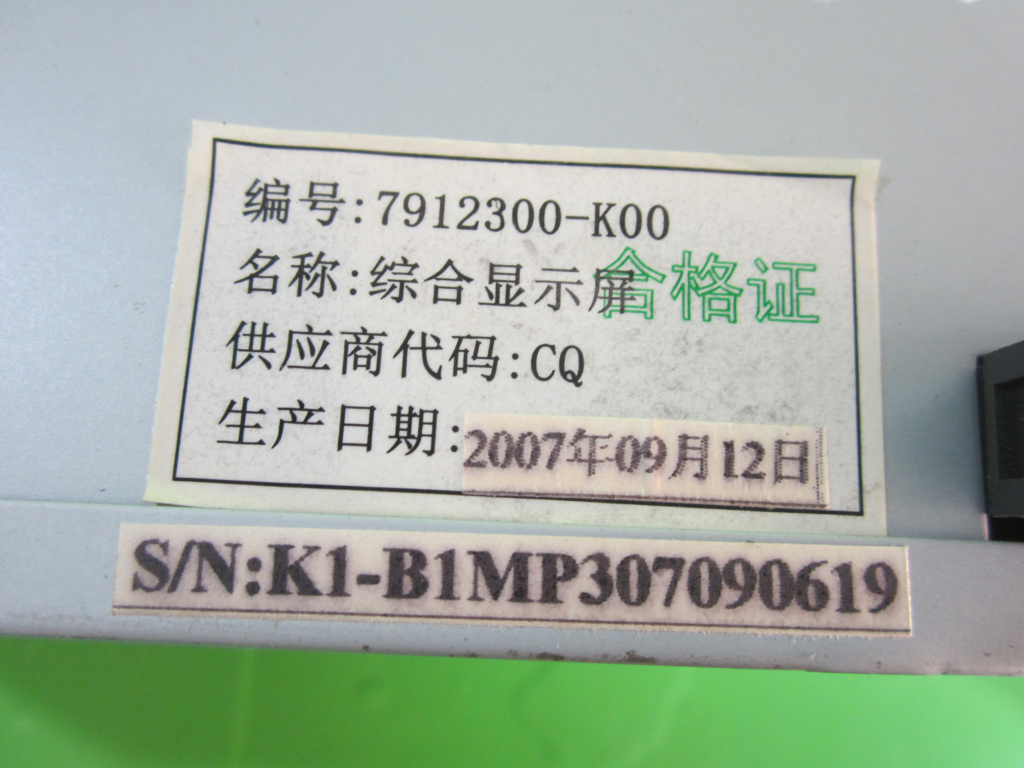 编号:7912300-K00
名称:综合显示屏
合格证
供应商代码:CQ
生产日期:2007年09月12日
S/N:K1-B1MP307090619